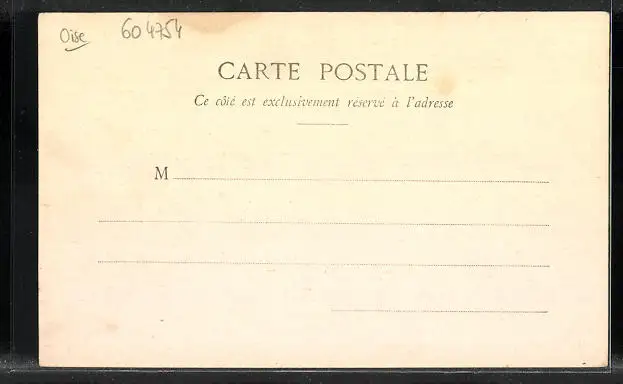 Oise 604754
CARTE POSTALE
Ce côté est exclusivement réservé à l'adresse
M